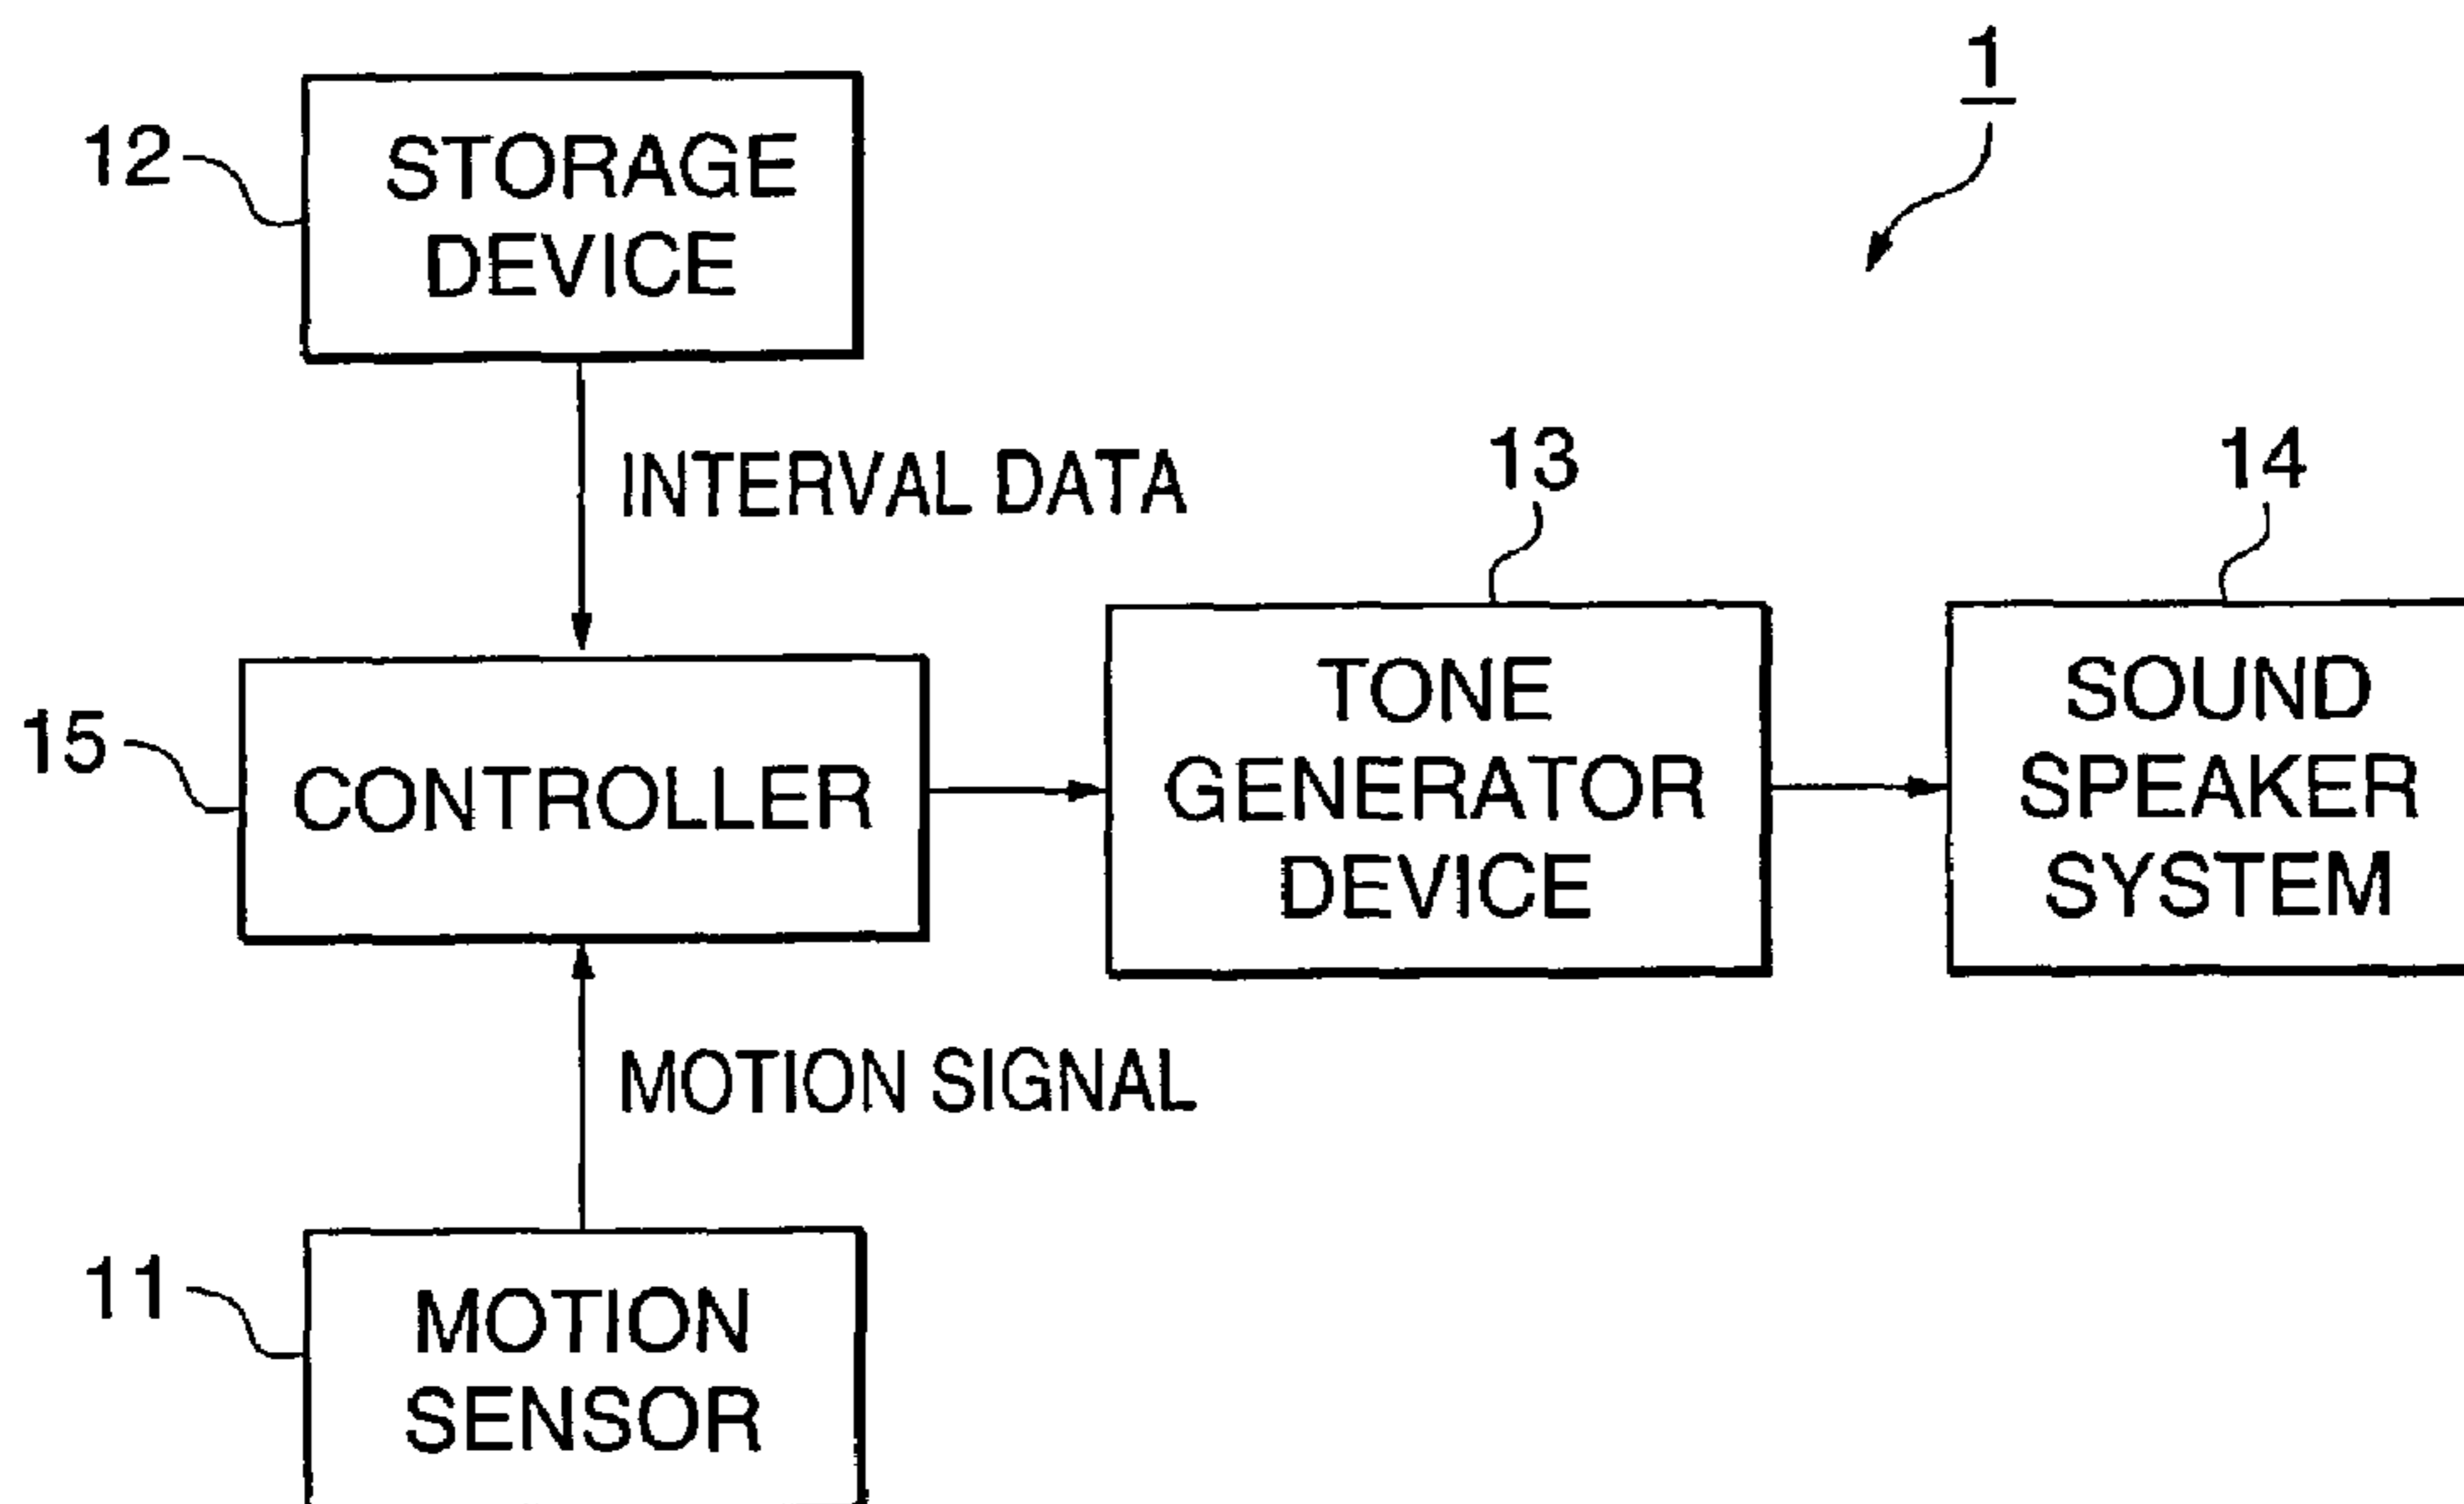 1
12
STORAGE
DEVICE
INTERVAL DATA
13
14
15
CONTROLLER
TONE
GENERATOR
DEVICE
SOUND
SPEAKER
SYSTEM
MOTION SIGNAL
11
MOTION
SENSOR